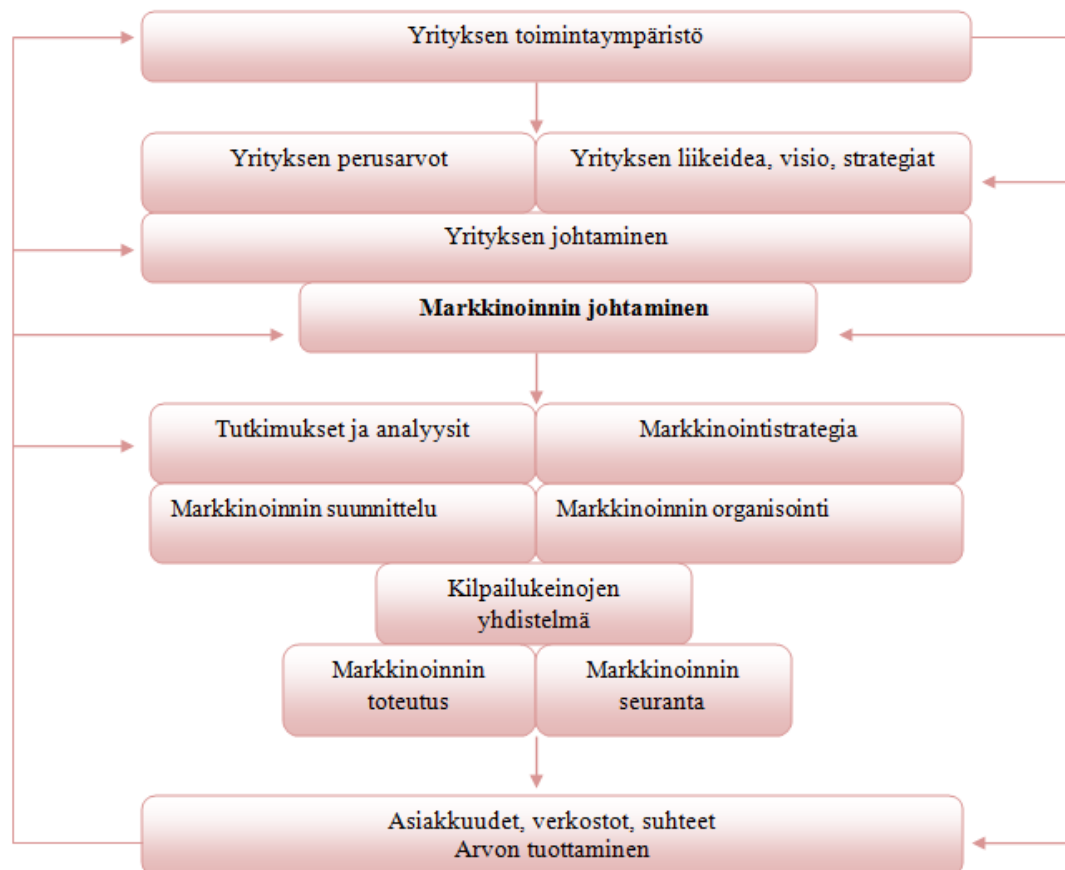 Yrityksen toimintaympäristö
Yrityksen perusarvot
Yrityksen liikeidea, visio, strategiat
Yrityksen johtaminen
Markkinoinnin johtaminen
Tutkimukset ja analyysit
Markkinointistrategia
Markkinoinnin suunnittelu
Markkinoinnin organisointi
Kilpailukeinojen
yhdistelmä
Markkinoinnin
toteutus
Markkinoinnin
seuranta
Asiakkuudet, verkostot, suhteet
Arvon tuottaminen